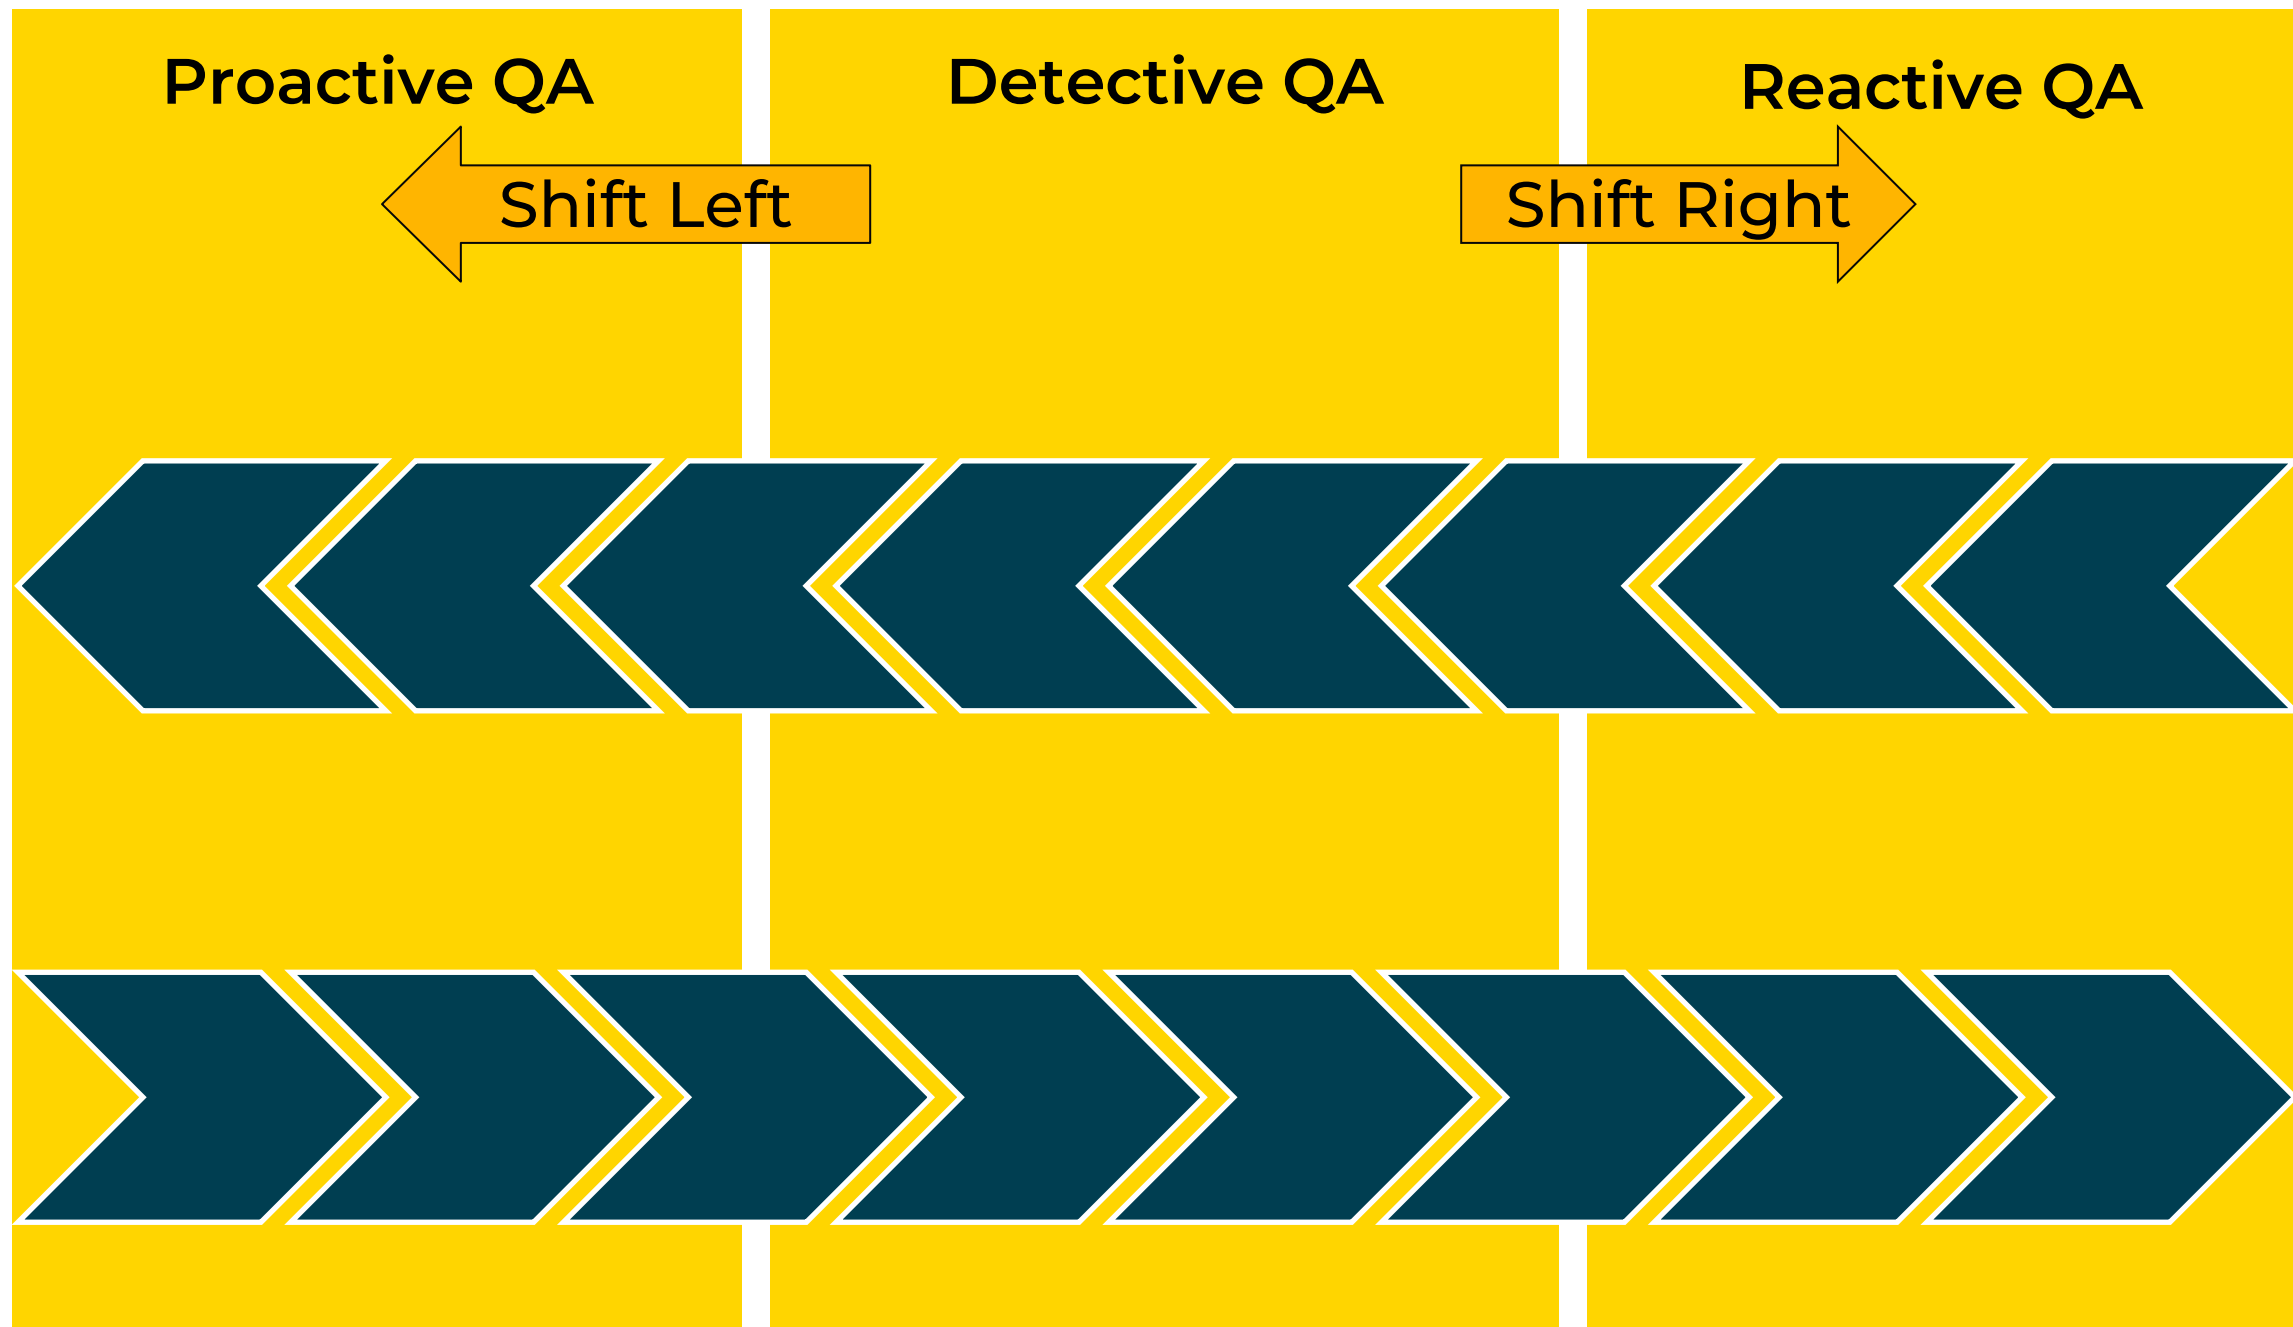 Proactive QA
Detective QA
Reactive QA
Shift Left
Shift Right